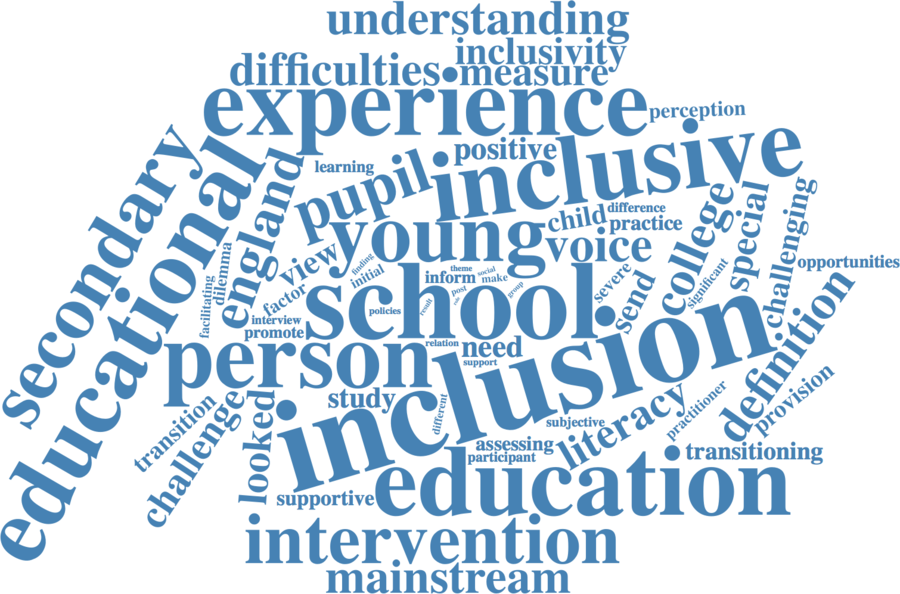 understanding
inclusivity
difficulties
measure
experience
perception
secondary
educational
england
learning
pupil
positive
inclusive
child
difference
practice
young
voice
view
college
special
challenging
opportunities
dilemma
facilitating
factor
finding
initial
theme
social
inform
make
post
role
group
result
severe
send
significant
policies
school
interview
promote
person
relation
need
support
inclusion
definition
provision
study
different
transition
challenge
looked
subjective
literacy
practitioner
assessing
participant
transitioning
supportive
education
intervention
mainstream